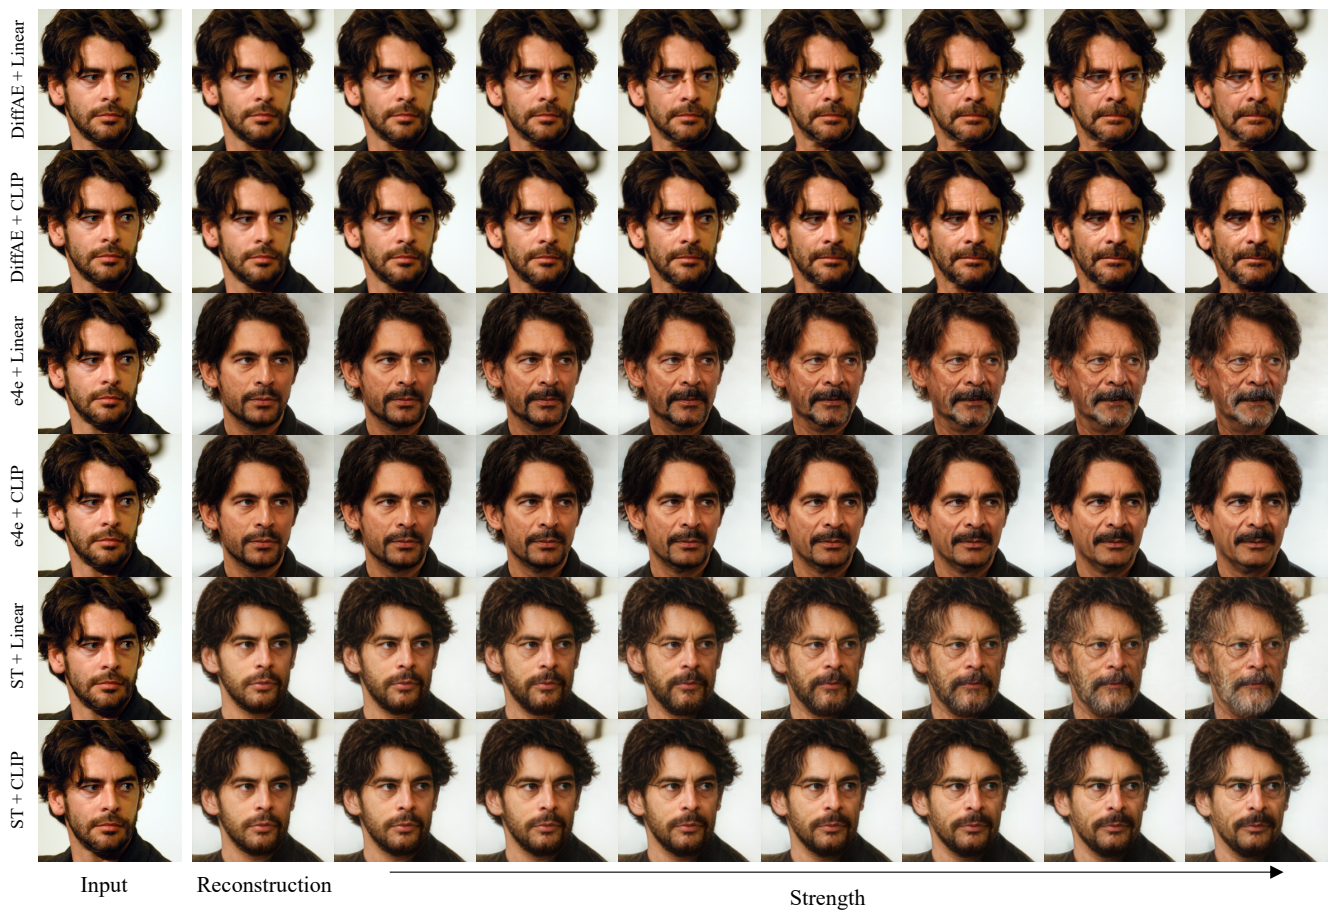 DiffAE + Linear
DiffAE + CLIP
e4e + Linear
e4e + CLIP
ST + Linear
ST + CLIP
Input
Reconstruction
Strength